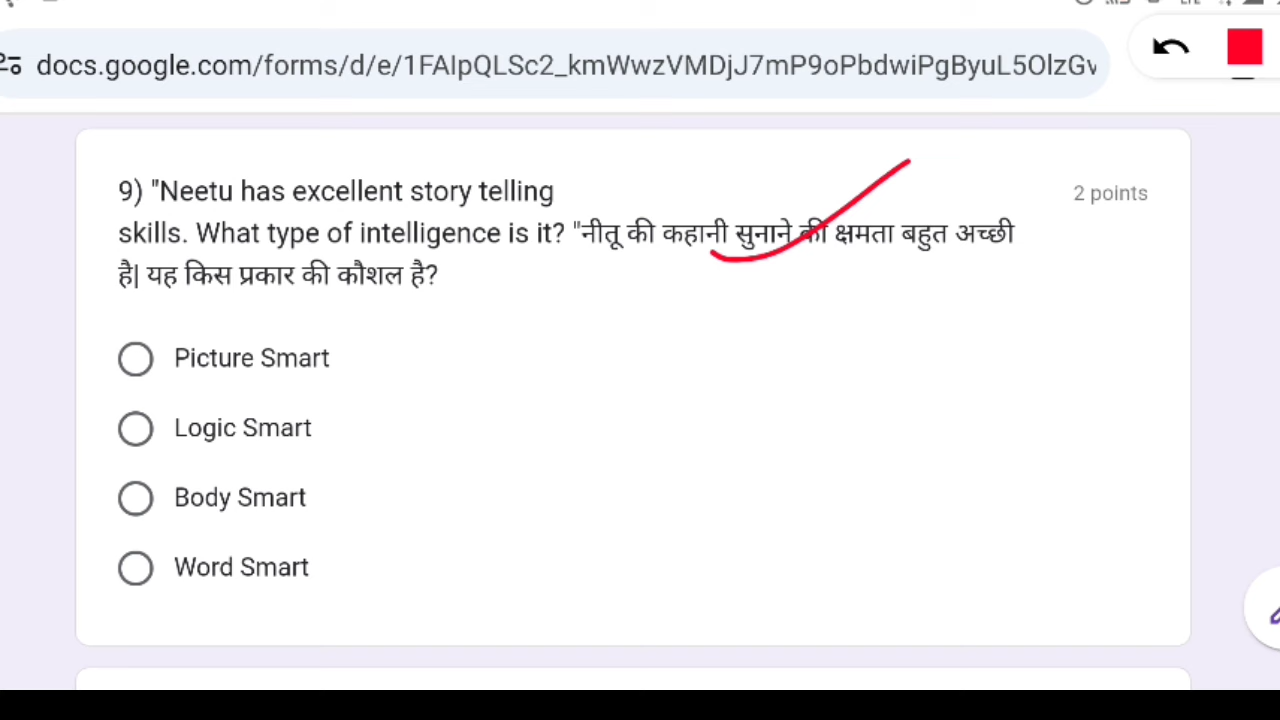 docs.google.com/forms/d/e/1FAIpQLSc2_kmWwzVMDjJ7mP9oPbdwiPgByuL5OlzGv
9) "Neetu has excellent story telling
2 points
skills. What type of intelligence is it? "नीतू की कहानी सुनाने की क्षमता बहुत अच्छी
है| यह किस प्रकार की कौशल है?
Picture Smart
Logic Smart
Body Smart
Word Smart